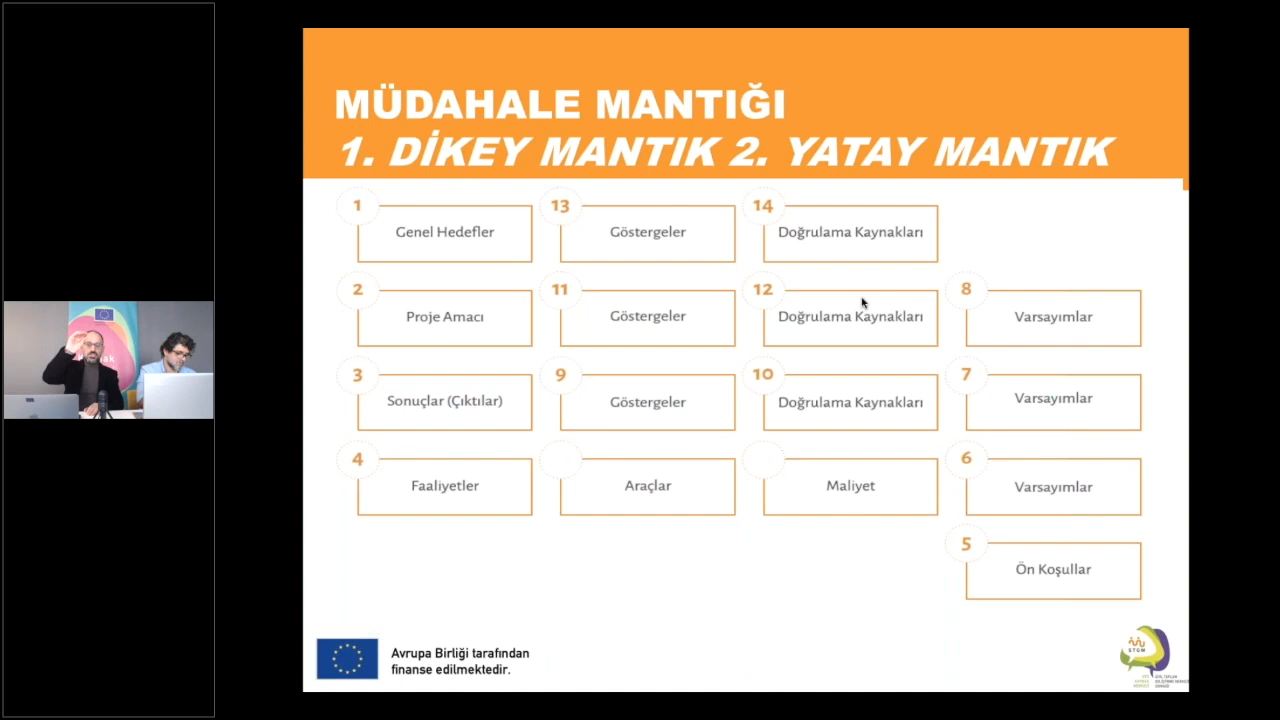 MÜDAHALE MANTIĞI
1. DİKEY MANTIK 2. YATAY MANTIK
1
Genel Hedefler
13
Göstergeler
14
Doğrulama Kaynakları
2
Proje Amacı
11
Göstergeler
12
Doğrulama Kaynakları
8
Varsayımlar
3
Sonuçlar (Çıktılar)
9
Göstergeler
10
Doğrulama Kaynakları
7
Varsayımlar
4
Faaliyetler
Araçlar
Maliyet
6
Varsayımlar
5
Ön Koşullar
Avrupa Birliği tarafından
finanse edilmektedir.
STGM